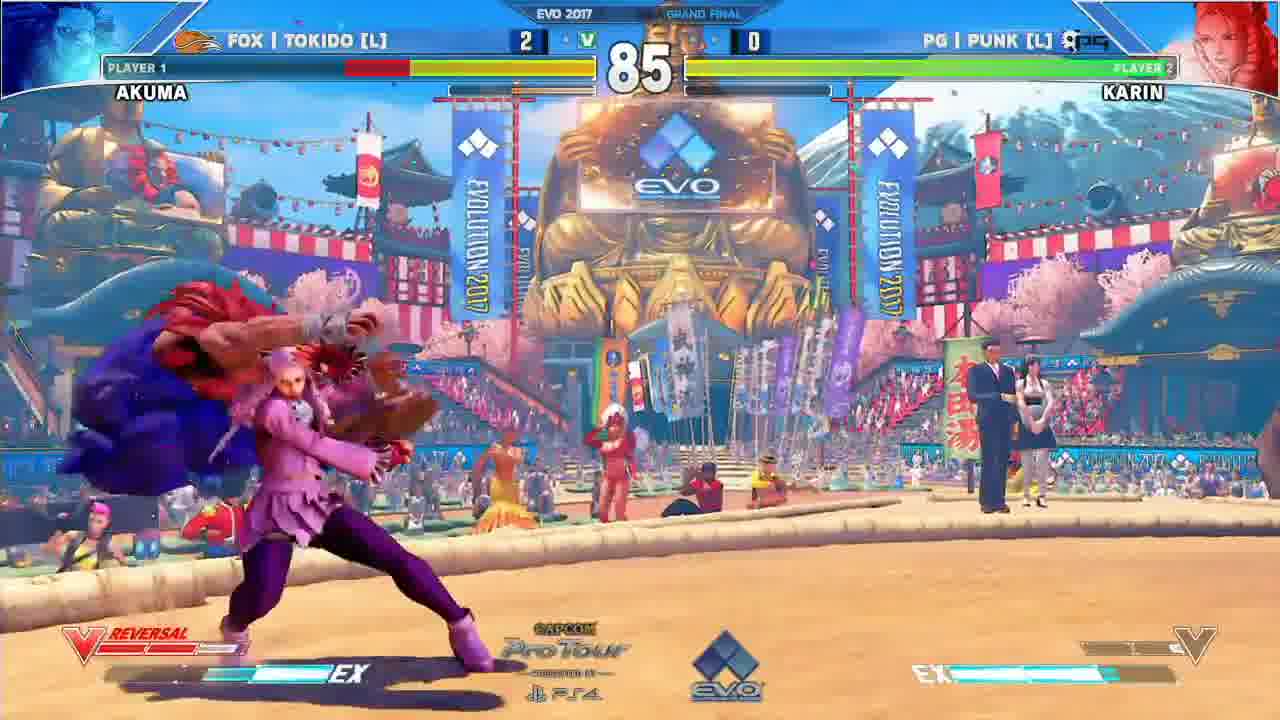 EVO 2017 GRAND FINAL
FOX | TOKIDO [L] 2 V 85 0 PG | PUNK [L]
PLAYER 1 PLAYER 2
AKUMA KARIN
EVO
EVOLUTION 2017
EVOLUTION 2017
REVERSAL
EX
EX
CAPCOM
Pro Tour
PS4
EVO